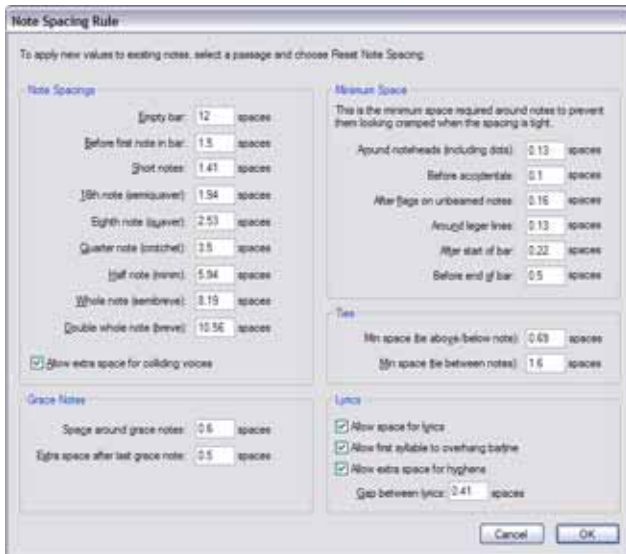 Note Spacing Rule
To apply new values to existing notes, select a passage and choose Reset Note Spacing.
Note Spacings
Empty bar: 12 spaces
Before first note in bar: 1.5 spaces
Short notes: 1.41 spaces
16th note (semiquaver): 1.94 spaces
Eighth note (quaver): 2.53 spaces
Quarter note (crotchet): 3.5 spaces
Half note (minim): 5.94 spaces
Whole note (semibreve): 8.19 spaces
Double whole note (breve): 10.56 spaces
Allow extra space for colliding voices
Grace Notes
Space around grace notes: 0.6 spaces
Extra space after last grace note: 0.5 spaces
Minimum Space
This is the minimum space required around notes to prevent
them looking cramped when the spacing is tight.
Around noteheads (including dots): 0.13 spaces
Before accidentals: 0.1 spaces
After flags on unbeamed notes: 0.16 spaces
Around leger lines: 0.13 spaces
After start of bar: 0.22 spaces
Before end of bar: 0.5 spaces
Ties
Min space (tie above/below note): 0.69 spaces
Min space (tie between notes): 1.6 spaces
Lyrics
Allow space for lyrics
Allow first syllable to overhang barline
Allow extra space for hyphens
Gap between lyrics: 0.41 spaces
Cancel OK